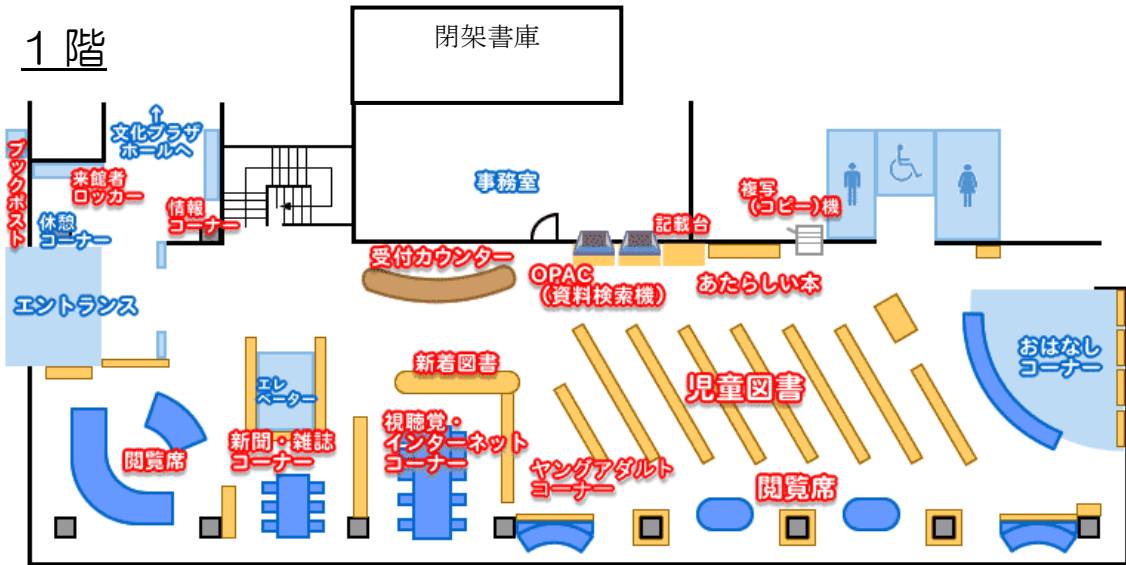 1階
閉架書庫
↑
文化プラザ
ホールへ
ブックポスト
来館者
ロッカー
休憩
コーナー
情報
コーナー
事務室
複写
(コピー)機
記載台
受付カウンター
OPAC
(資料検索機)
あたらしい本
エントランス
おはなし
コーナー
新着図書
エレ
ベーター
児童図書
視聴覚・
インターネット
コーナー
新聞・雑誌
コーナー
閲覧席
ヤングアダルト
コーナー
閲覧席